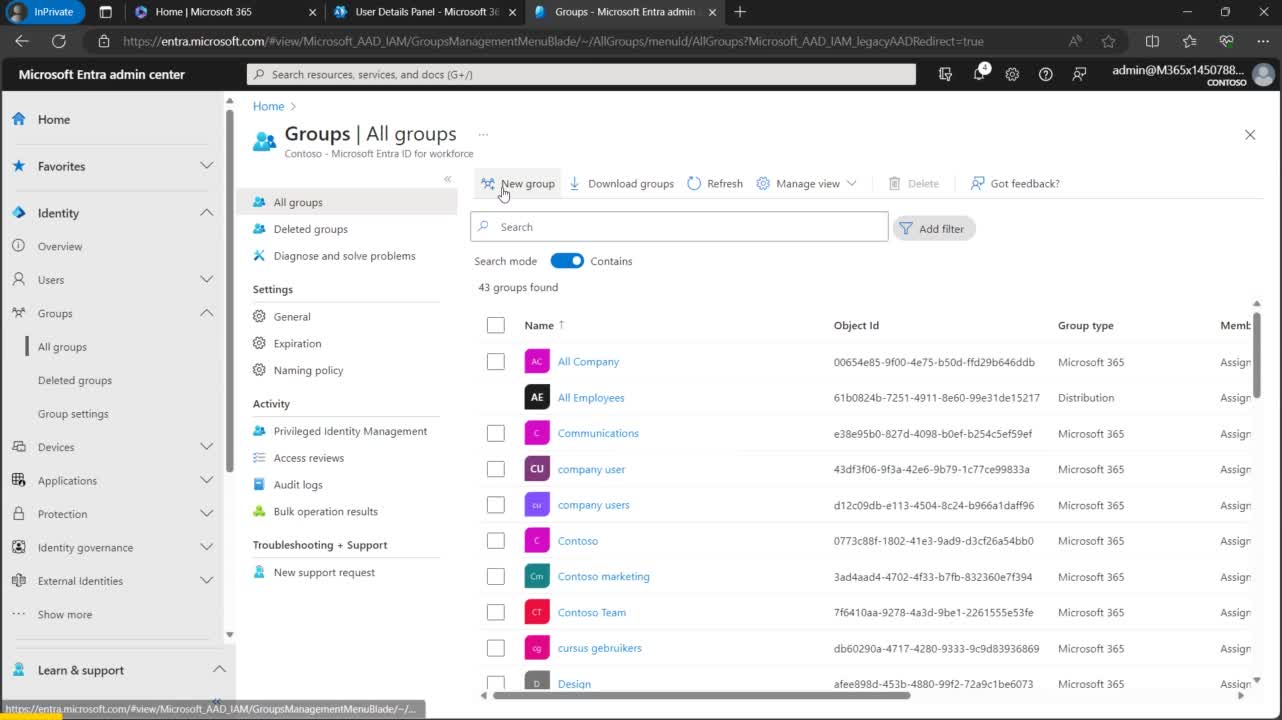 InPrivate
Home | Microsoft 365
User Details Panel - Microsoft 36
Groups - Microsoft Entra admin
https://entra.microsoft.com/#view/Microsoft_AAD_IAM/GroupsManagementMenuBlade/~/AllGroups/menuId/AllGroups?Microsoft_AAD_IAM_legacyAADRedirect=true
Microsoft Entra admin center
Search resources, services, and docs (G+/)
4
admin@M365x1450788...
CONTOSO
Home
Favorites
Identity
Overview
Users
Groups
All groups
Deleted groups
Group settings
Devices
Applications
Protection
Identity governance
External Identities
Show more
Learn & support
https://entra.microsoft.com/#view/Microsoft_AAD_IAM/GroupsManagementMenuBlade/~/...
Home >
Groups | All groups ...
Contoso - Microsoft Entra ID for workforce
All groups
Deleted groups
Diagnose and solve problems
Settings
General
Expiration
Naming policy
Activity
Privileged Identity Management
Access reviews
Audit logs
Bulk operation results
Troubleshooting + Support
New support request
New group Download groups Refresh Manage view Delete Got feedback?
Search
Add filter
Search mode Contains
43 groups found
Name ↑ Object Id Group type Memb
AC All Company 00654e85-9f00-4e75-b50d-ffd29b646ddb Microsoft 365 Assign
AE All Employees 61b0824b-7251-4911-8e60-99e31de15217 Distribution Assign
C Communications e38e95b0-827d-4098-b0ef-b254c5ef59ef Microsoft 365 Assign
CU company user 43df3f06-9f3a-42e6-9b79-1c77ce99833a Microsoft 365 Assign
cu company users d12c09db-e113-4504-8c24-b966a1daff96 Microsoft 365 Assign
C Contoso 0773c88f-1802-41e3-9ad9-d3cf26a54bb0 Microsoft 365 Assign
Cm Contoso marketing 3ad4aad4-4702-4f33-b7fb-832360e7f394 Microsoft 365 Assign
CT Contoso Team 7f6410aa-9278-4a3d-9be1-2261555e53fe Microsoft 365 Assign
cg cursus gebruikers db60290a-4717-4280-9333-9c9d83936869 Microsoft 365 Assign
D Design afee898d-453b-4880-99f2-72a9c1be6073 Microsoft 365 Assign